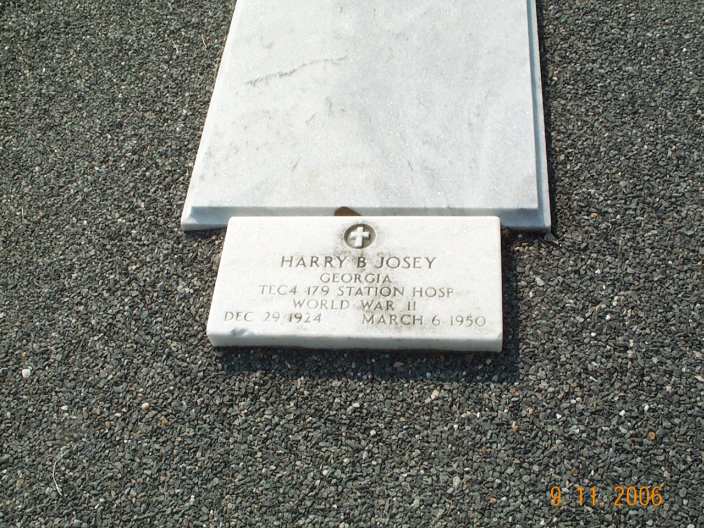 HARRY B JOSEY
GEORGIA
TEC4 179 STATION HOSP
WORLD WAR II
DEC 29 1924 MARCH 6 1950
9 11 2006